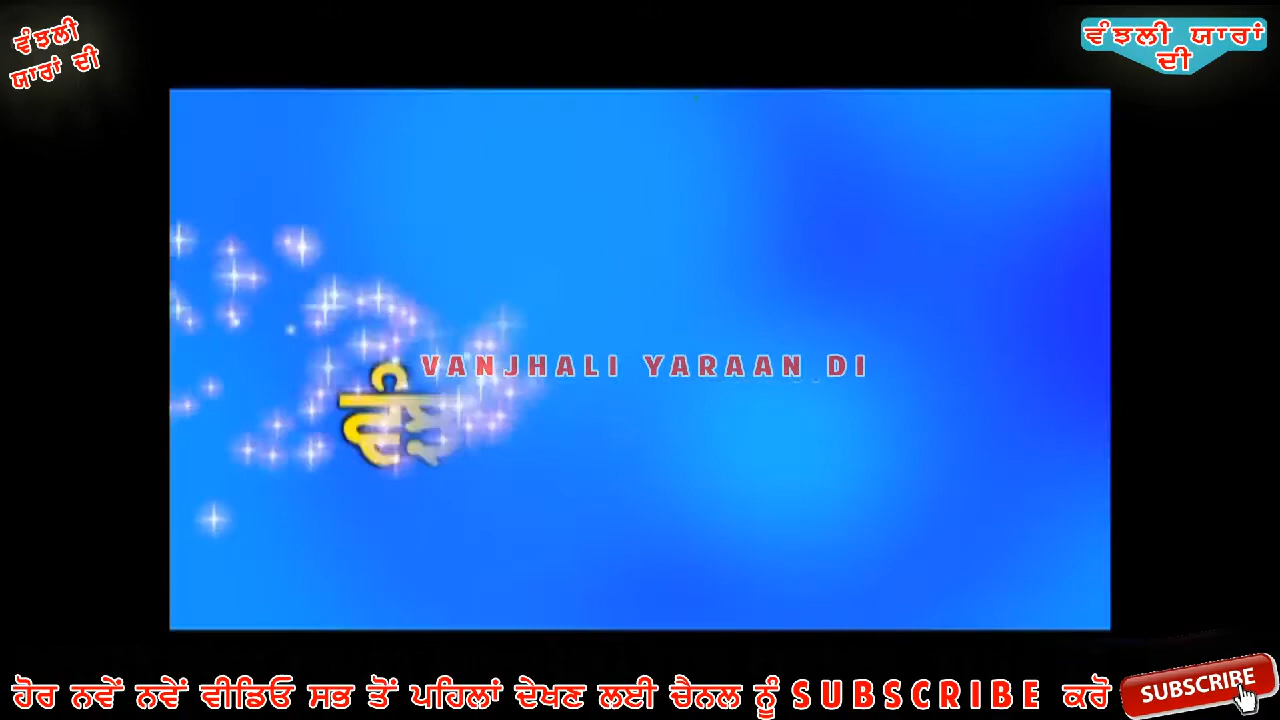 ਵੰਝਲੀ
ਯਾਰਾਂ ਦੀ
ਵੰਝਲੀ ਯਾਰਾਂ
ਦੀ
VANJHALI YARAAN DI
ਵੰਝ
ਹੋਰ ਨਵੇਂ ਨਵੇਂ ਵੀਡਿਓ ਸਭ ਤੋਂ ਪਹਿਲਾਂ ਦੇਖਣ ਲਈ ਚੈਨਲ ਨੂੰ SUBSCRIBE ਕਰੋ
SUBSCRIBE